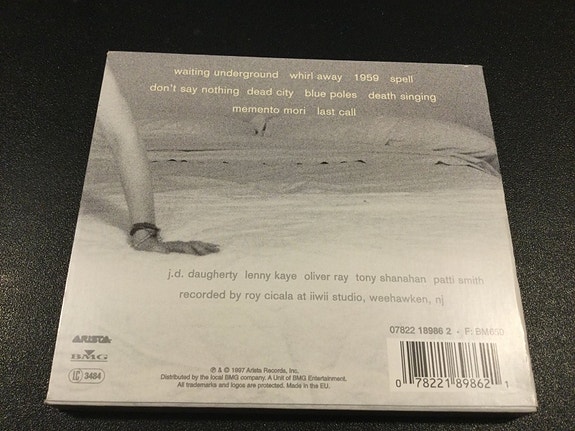 waiting underground whirl away 1959 spell
don't say nothing dead city blue poles death singing
memento mori last call
j.d. daugherty lenny kaye oliver ray tony shanahan patti smith
recorded by roy cicala at iiwii studio, weehawken, nj
07822 18986 2 • F: BM650
ARISTA
BMG
LC 3484
℗ & © 1997 Arista Records, Inc.
Distributed by the local BMG company. A Unit of BMG Entertainment.
All trademarks and logos are protected. Made in the EU.
0 78221 89862 1